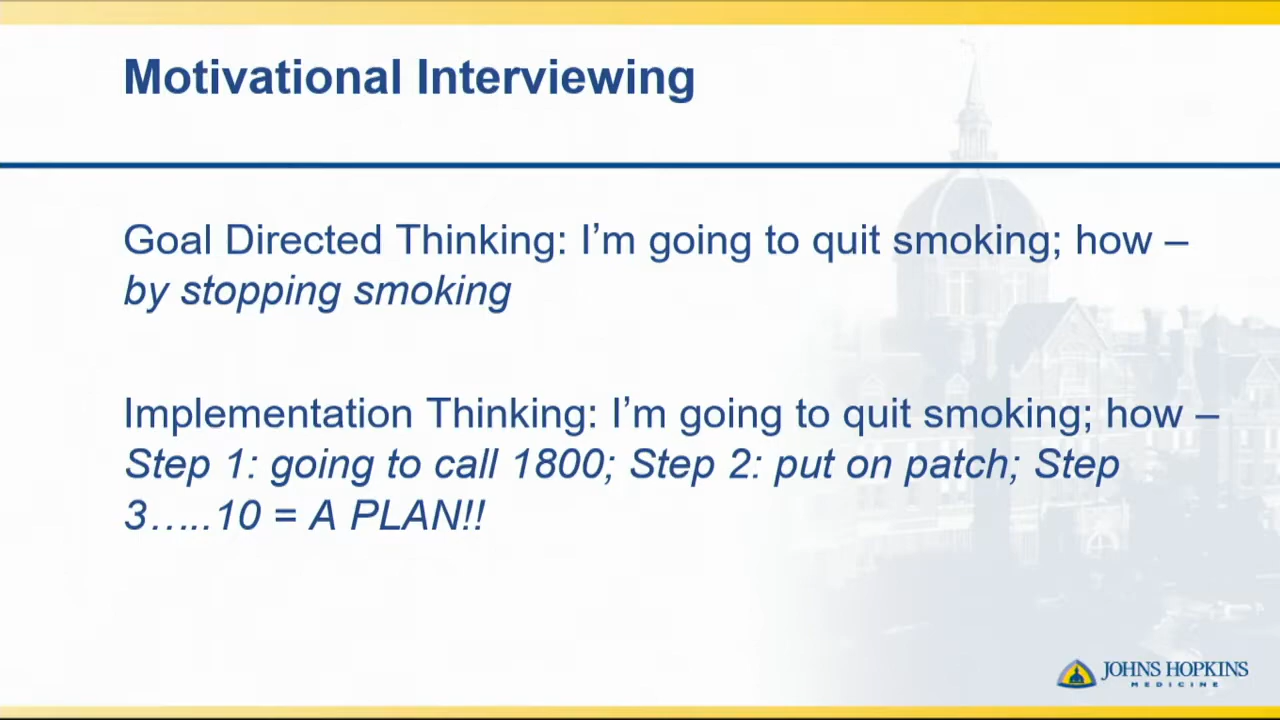 Motivational Interviewing
Goal Directed Thinking: I’m going to quit smoking; how –
by stopping smoking
Implementation Thinking: I’m going to quit smoking; how –
Step 1: going to call 1800; Step 2: put on patch; Step
3…..10 = A PLAN!!
JOHNS HOPKINS
MEDICINE